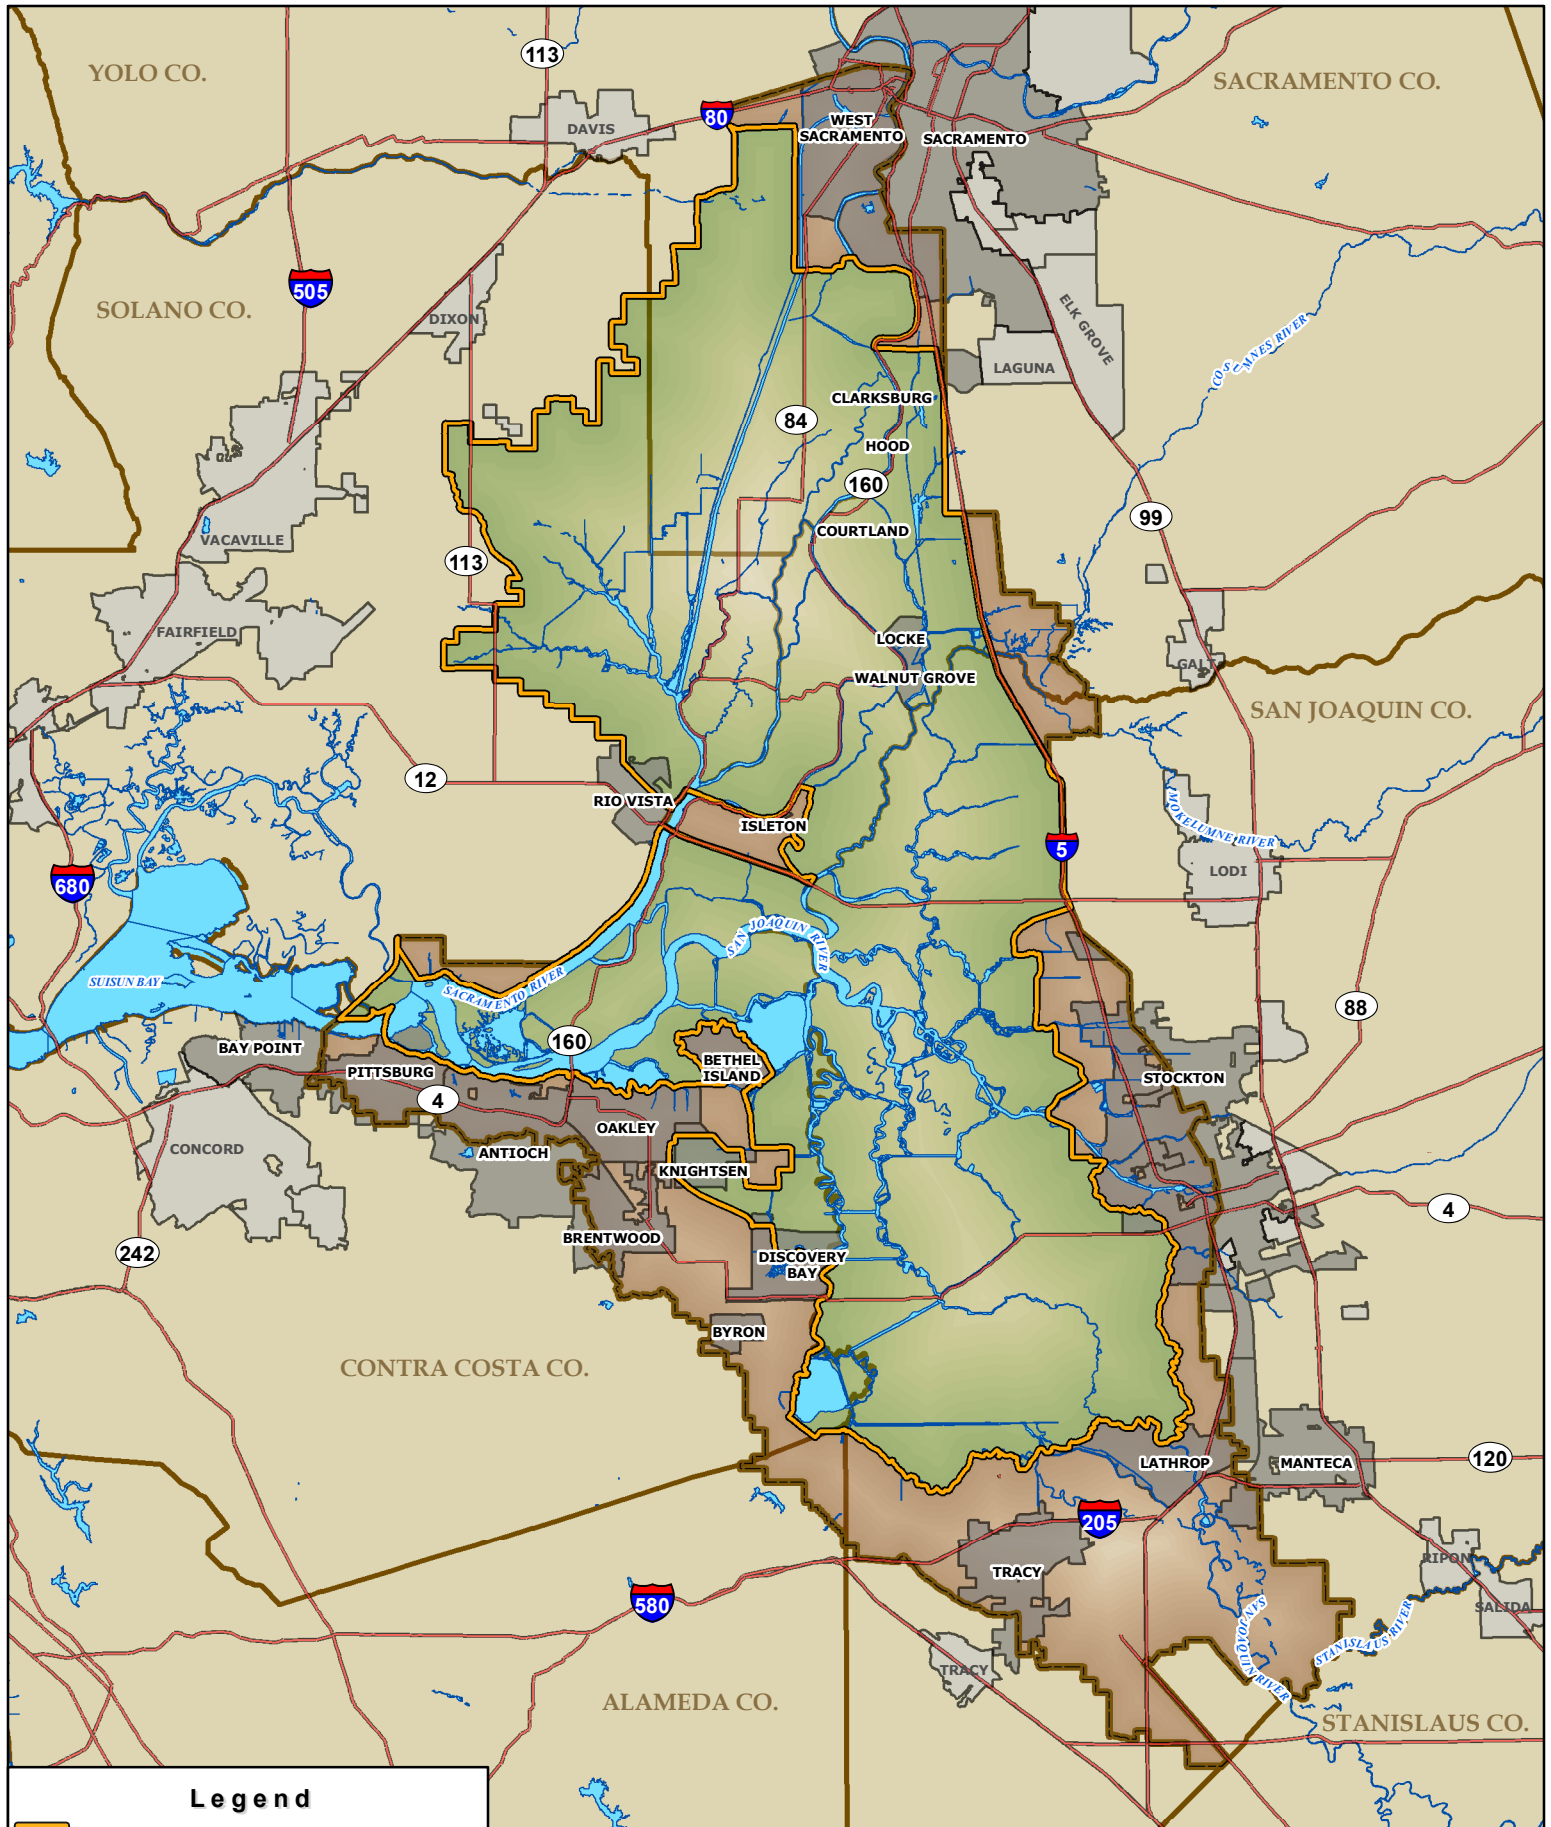 113
YOLO CO.
SACRAMENTO CO.
80
DAVIS
WEST
SACRAMENTO
SACRAMENTO
505
SOLANO CO.
DIXON
ELK GROVE
LAGUNA
COSUMNES RIVER
CLARKSBURG
84
HOOD
160
99
COURTLAND
VACAVILLE
113
FAIRFIELD
LOCKE
GALT
WALNUT GROVE
SAN JOAQUIN CO.
12
RIO VISTA
ISLETON
MOKELUMNE RIVER
5
LODI
680
SAN JOAQUIN RIVER
SUISUN BAY
SACRAMENTO RIVER
88
160
BAY POINT
PITTSBURG
BETHEL
ISLAND
STOCKTON
4
OAKLEY
CONCORD
ANTIOCH
KNIGHTSEN
4
BRENTWOOD
242
DISCOVERY
BAY
BYRON
CONTRA COSTA CO.
LATHROP
MANTECA
120
205
RIPON
TRACY
580
SALIDA
STANISLAUS RIVER
SAN JOAQUIN RIVER
TRACY
ALAMEDA CO.
STANISLAUS CO.
Legend